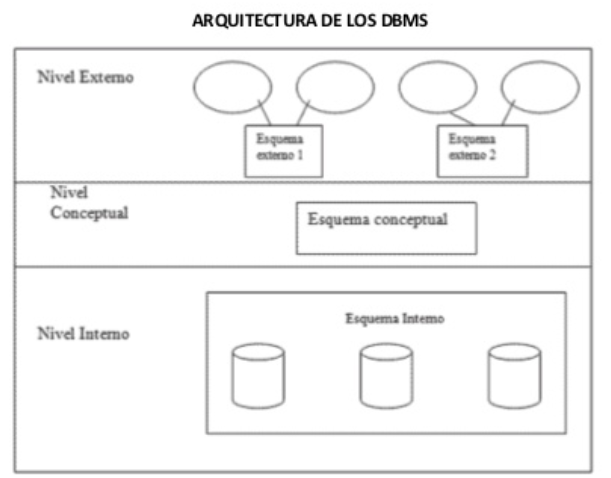 ARQUITECTURA DE LOS DBMS
Nivel Externo
Esquema
externo 1
Esquema
externo 2
Nivel
Conceptual
Esquema conceptual
Esquema Interno
Nivel Interno